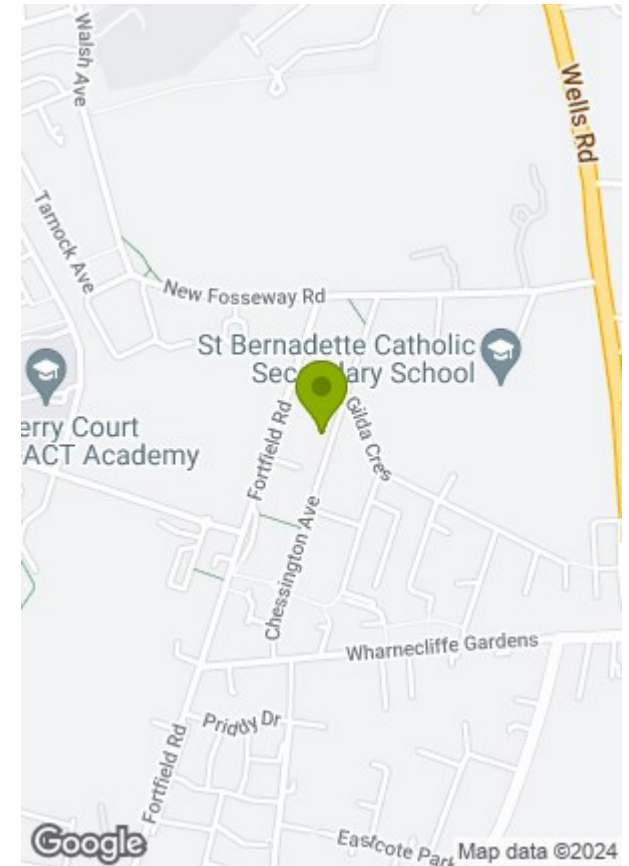 Walsh Ave
Wells Rd
Tarnock Ave
New Fosseway Rd
St Bernadette Catholic
Secondary School
erry Court
ACT Academy
Fortfield Rd
Gilda Cres
Chessington Ave
Wharnecliffe Gardens
Priddy Dr
Fortfield Rd
Eastcote Park
Google
Map data ©2024